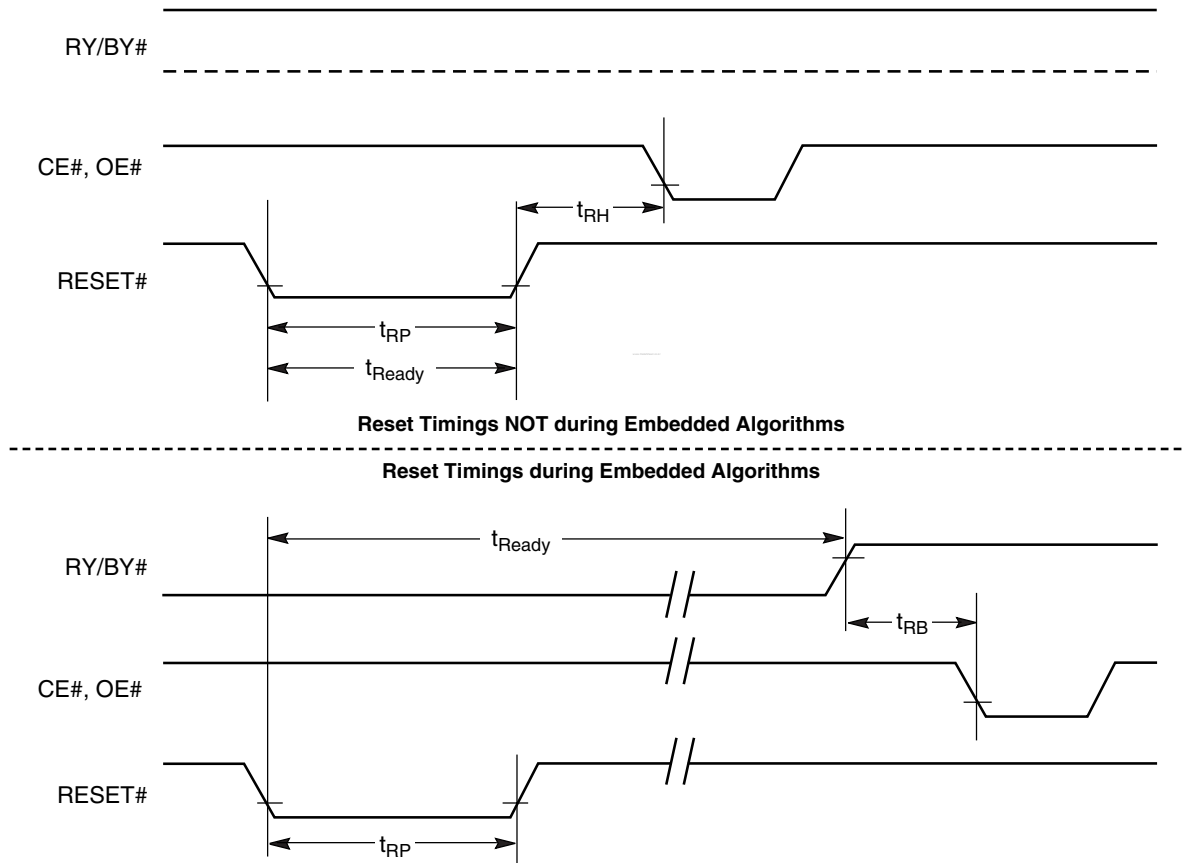 RY/BY#
CE#, OE#
tRH
RESET#
tRP
tReady
Reset Timings NOT during Embedded Algorithms
Reset Timings during Embedded Algorithms
tReady
RY/BY#
tRB
CE#, OE#
RESET#
tRP